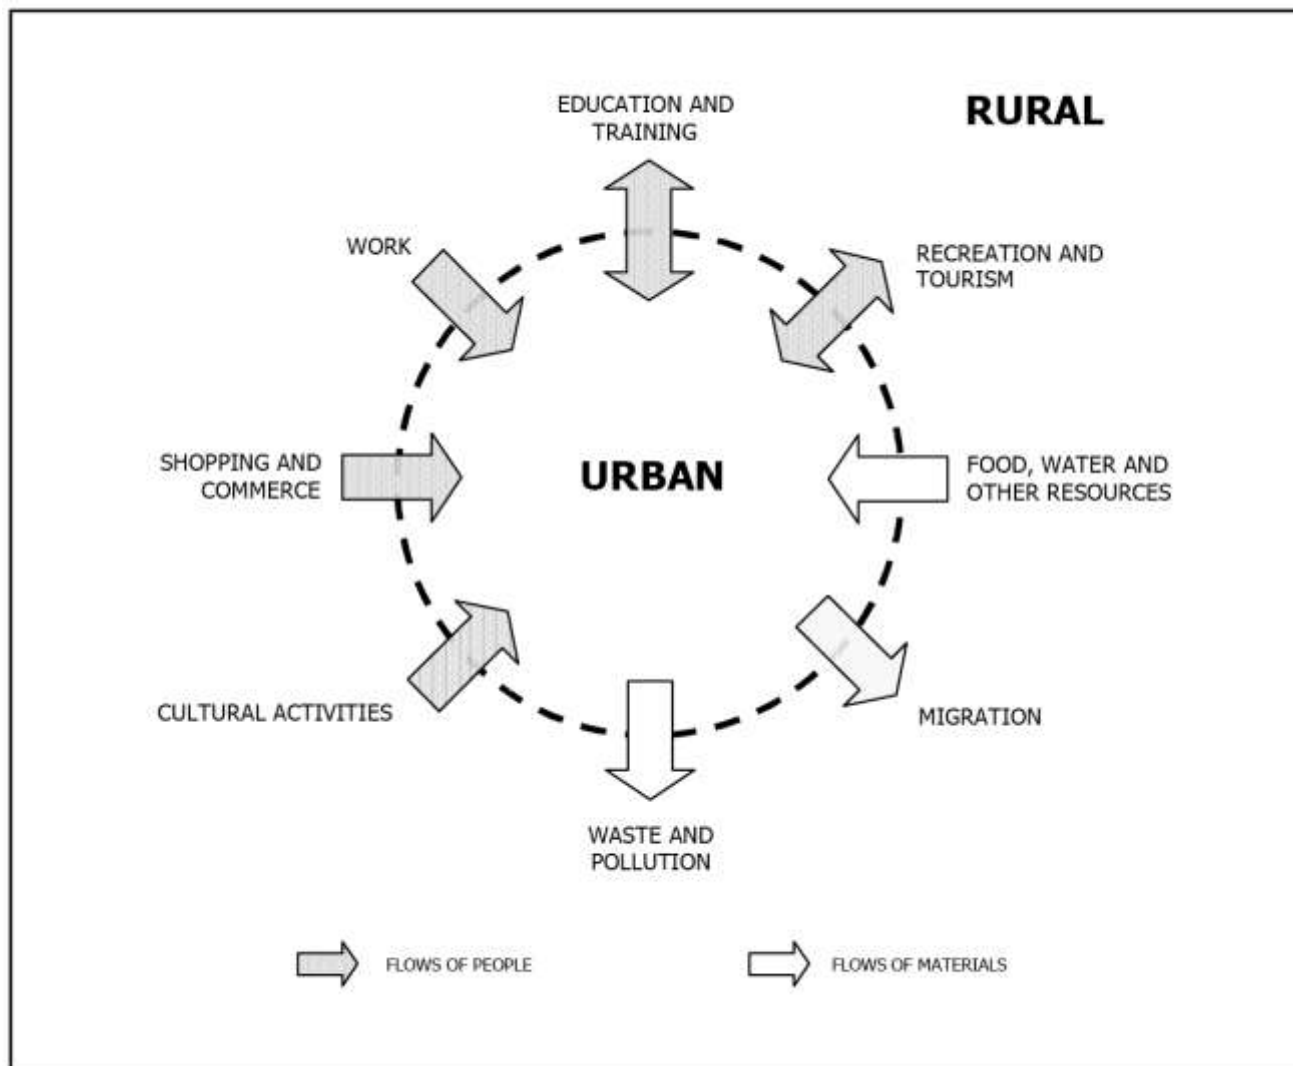 RURAL
EDUCATION AND
TRAINING
WORK
RECREATION AND
TOURISM
SHOPPING AND
COMMERCE
URBAN
FOOD, WATER AND
OTHER RESOURCES
CULTURAL ACTIVITIES
MIGRATION
WASTE AND
POLLUTION
FLOWS OF PEOPLE
FLOWS OF MATERIALS